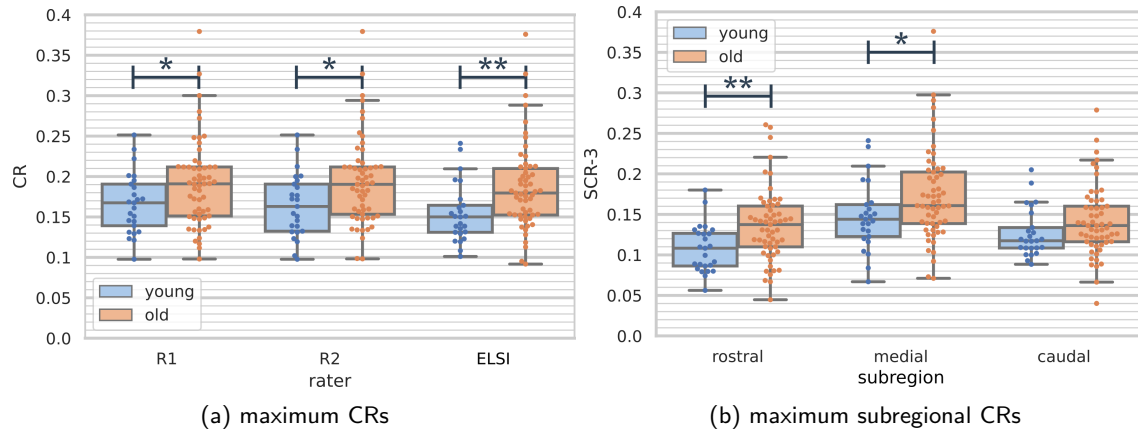 0.4
0.35
0.3
0.25
0.2
0.15
0.1
0.05
0.0
CR
*
*
**
young
old
R1
R2
ELSI
rater
(a) maximum CRs
0.4
0.35
0.3
0.25
0.2
0.15
0.1
0.05
0.0
SCR-3
young
old
**
*
rostral
medial
caudal
subregion
(b) maximum subregional CRs